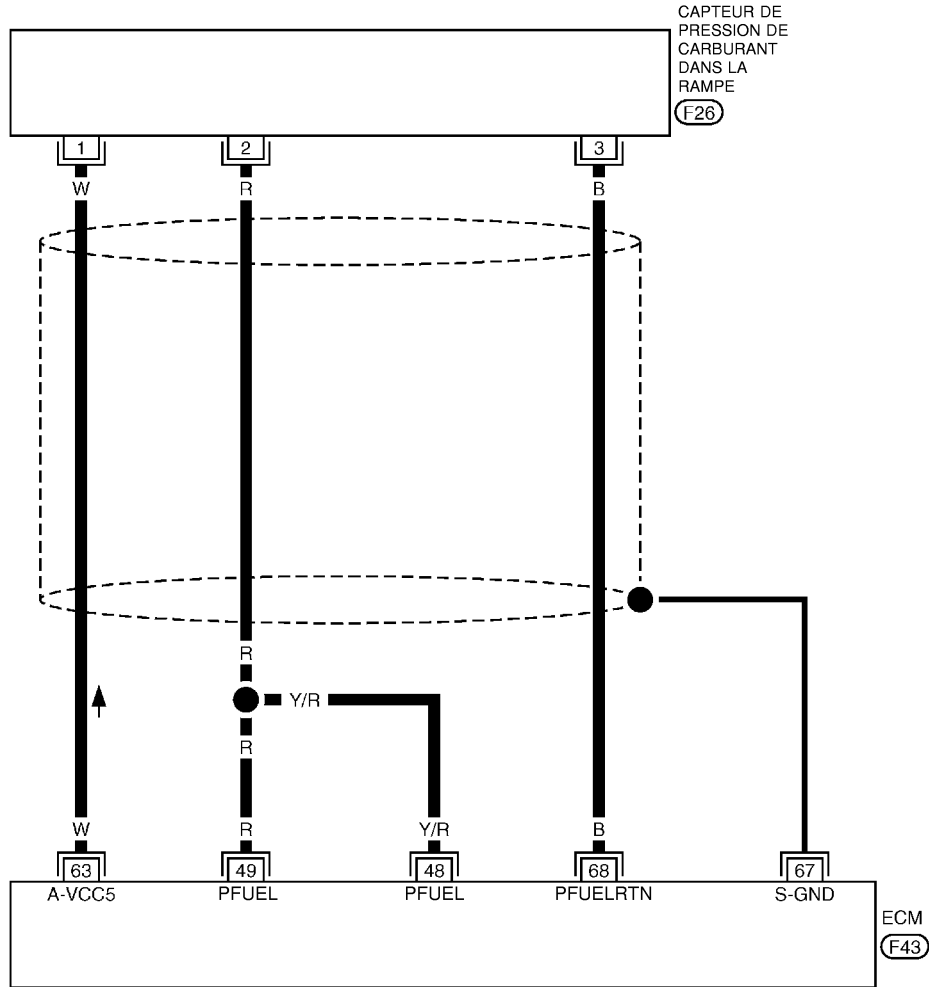 CAPTEUR DE
PRESSION DE
CARBURANT
DANS LA
RAMPE
F26
1 2 3
W R B
R
Y/R
R
W R Y/R B
63 49 48 68 67
A-VCC5 PFUEL PFUEL PFUELRTN S-GND
ECM
F43